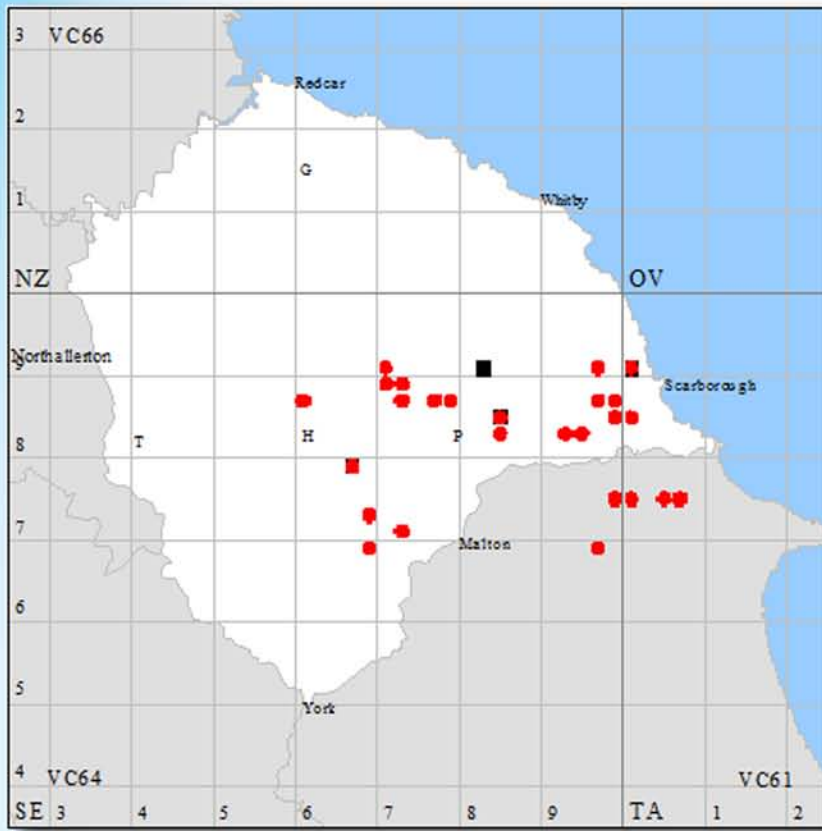 3 VC66
Redcar
2
G
1
Whitby
NZ OV
Northallerton
9
Scarborough
T H P
8
7
Malton
6
5
York
4 VC64 VC61
SE 3 4 5 6 7 8 9 TA 1 2